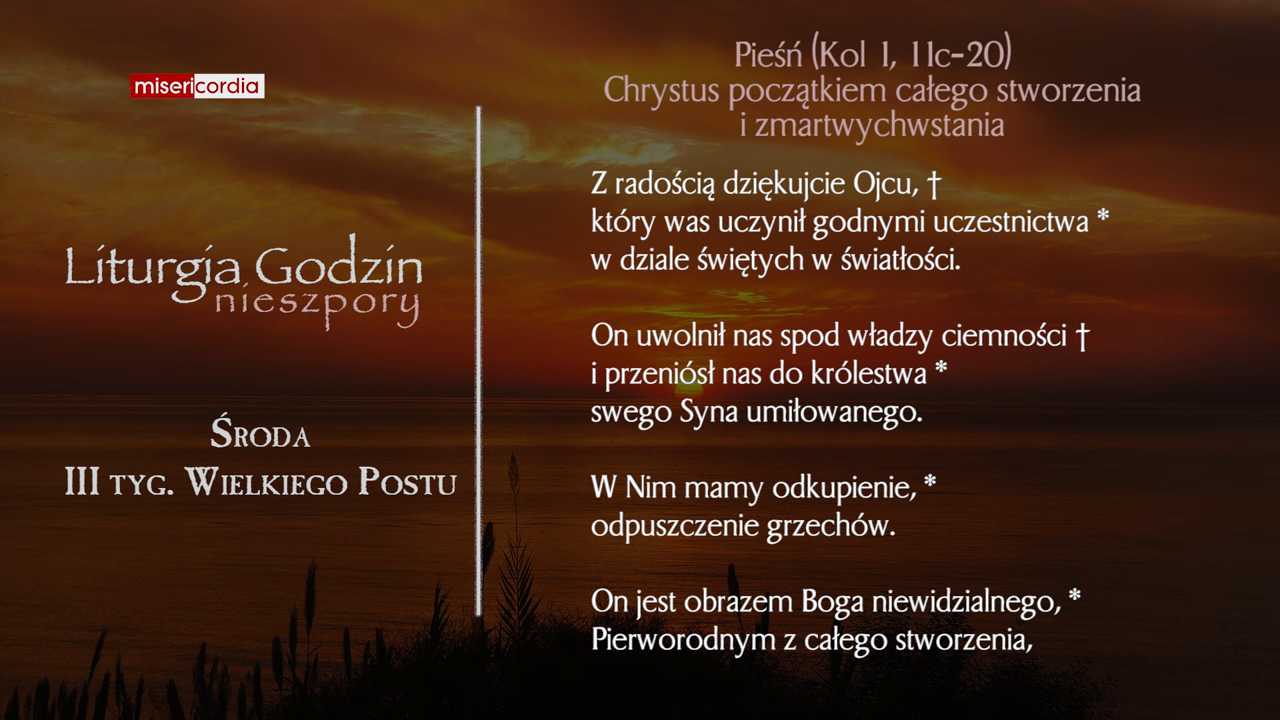 misericordia
Liturgia Godzin
nieszpory
Środa
III tyg. Wielkiego Postu
Pieśń (Kol 1, 11c-20)
Chrystus początkiem całego stworzenia
i zmartwychwstania
Z radością dziękujcie Ojcu, †
który was uczynił godnymi uczestnictwa *
w dziale świętych w światłości.
On uwolnił nas spod władzy ciemności †
i przeniósł nas do królestwa *
swego Syna umiłowanego.
W Nim mamy odkupienie, *
odpuszczenie grzechów.
On jest obrazem Boga niewidzialnego, *
Pierworodnym z całego stworzenia,